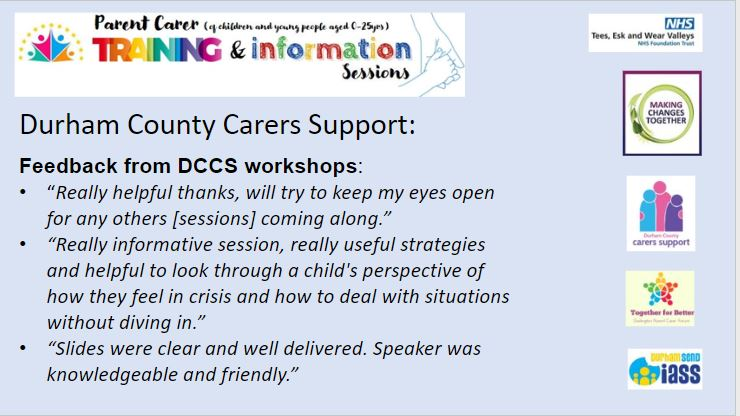 Parent Carer (of children and young people aged 0-25yrs)
TRAINING & information
Sessions
NHS
Tees, Esk and Wear Valleys
NHS Foundation Trust
MAKING
CHANGES
TOGETHER
Durham County
carers support
Together for Better
Darlington Parent Carer Forum
Durham SEND
iass
Durham County Carers Support:
Feedback from DCCS workshops:
• “Really helpful thanks, will try to keep my eyes open
for any others [sessions] coming along.”
• “Really informative session, really useful strategies
and helpful to look through a child's perspective of
how they feel in crisis and how to deal with situations
without diving in.”
• “Slides were clear and well delivered. Speaker was
knowledgeable and friendly.”